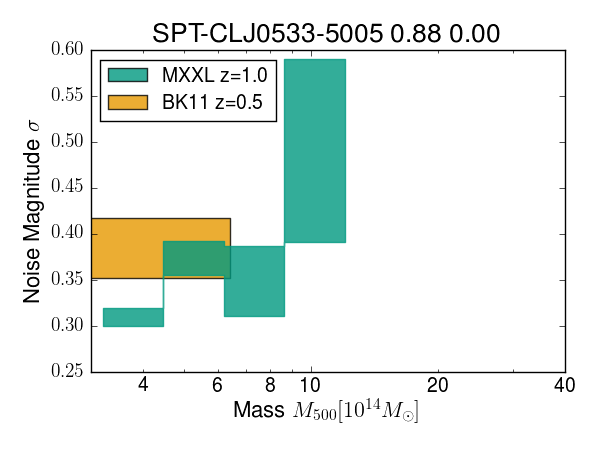 SPT-CLJ0533-5005 0.88 0.00
0.60
0.55
0.50
0.45
0.40
0.35
0.30
0.25
Noise Magnitude σ
MXXL z=1.0
BK11 z=0.5
4 6 8 10 20 40
Mass M₅₀₀[10¹⁴M⊙]